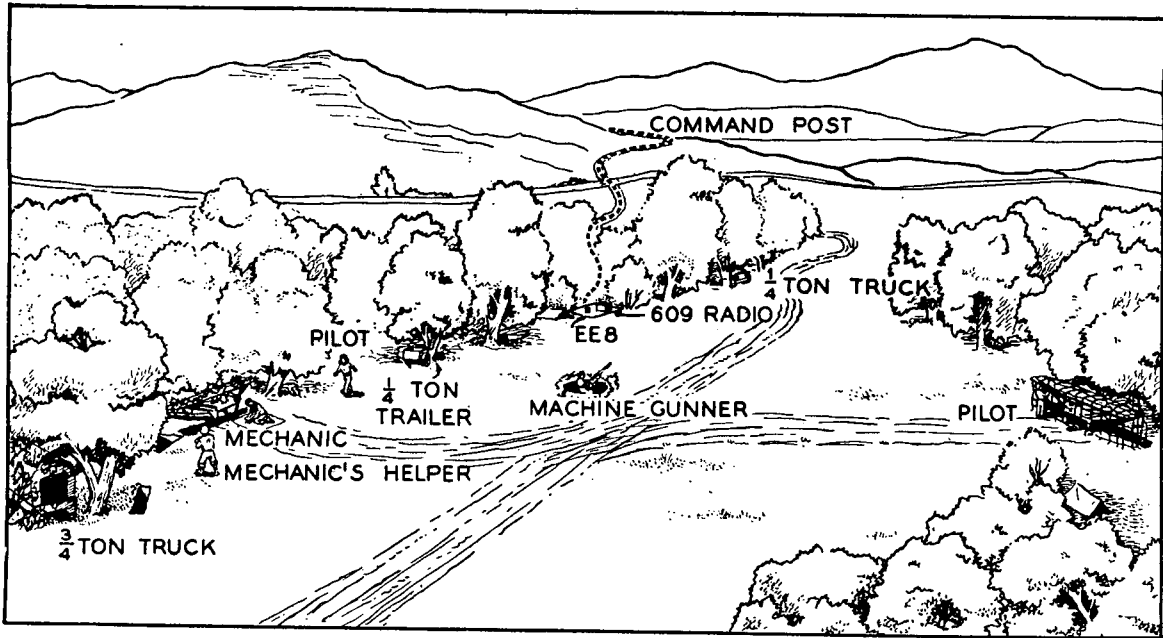 COMMAND POST
1/4 TON TRUCK
609 RADIO
EE8
PILOT
1/4 TON
TRAILER
MACHINE GUNNER
PILOT
MECHANIC
MECHANIC'S HELPER
3/4 TON TRUCK